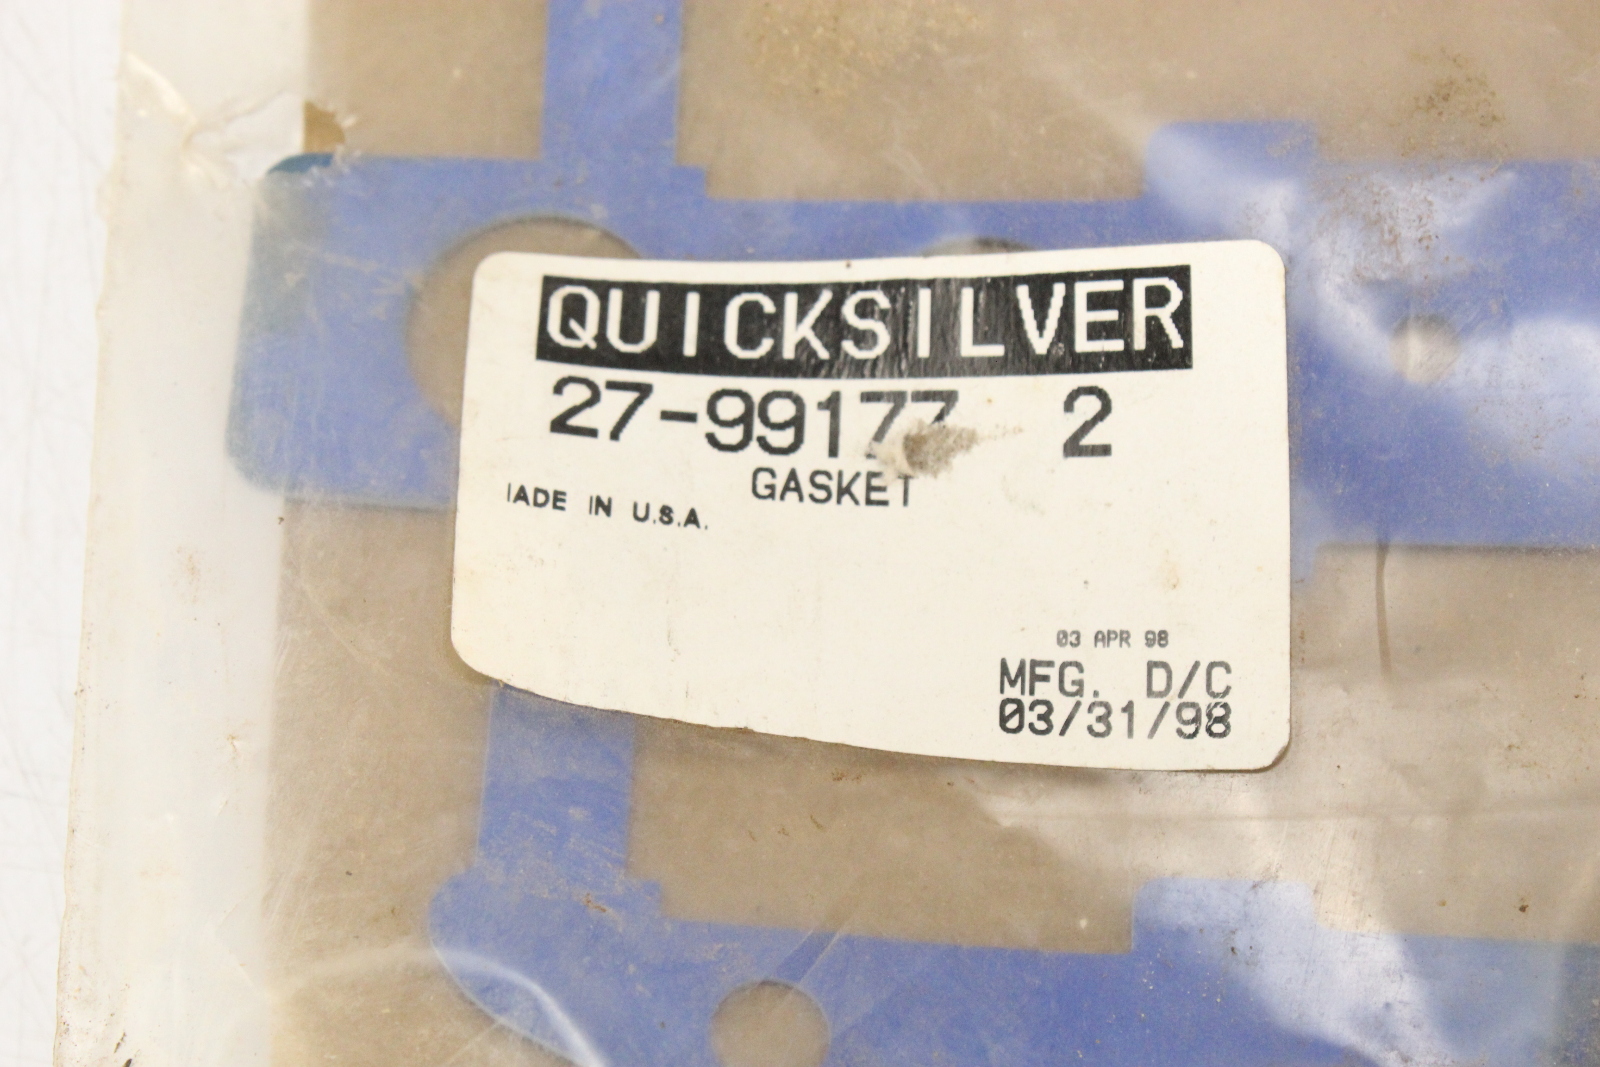 QUICKSILVER
27-99177 2
GASKET
IADE IN U.S.A.
03 APR 98
MFG. D/C
03/31/98